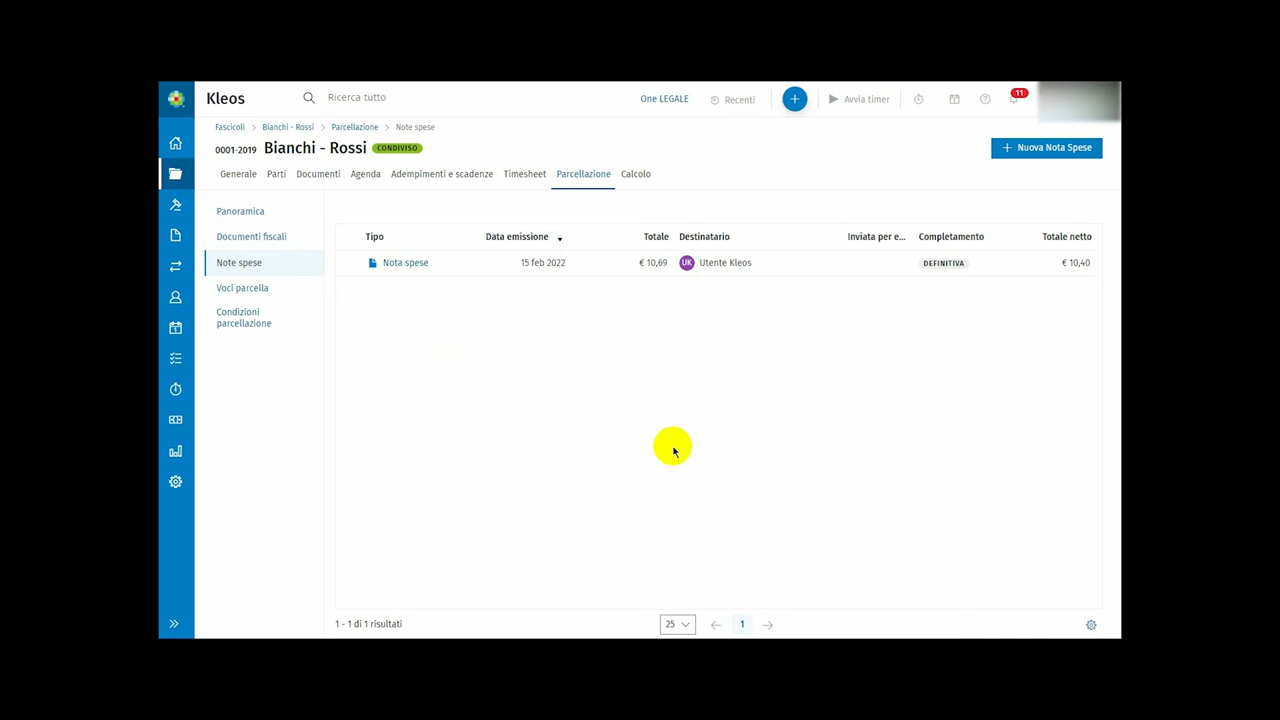 Kleos
Ricerca tutto
One LEGALE
Recenti
+
Avvia timer
11
Fascicoli > Bianchi - Rossi > Parcellazione > Note spese
0001-2019 Bianchi - Rossi CONDIVISO
+ Nuova Nota Spese
Generale Parti Documenti Agenda Adempimenti e scadenze Timesheet Parcellazione Calcolo
Panoramica
Documenti fiscali
Note spese
Voci parcella
Condizioni
parcellazione
Tipo Data emissione Totale Destinatario Inviata per e... Completamento Totale netto
Nota spese 15 feb 2022 € 10,69 UK Utente Kleos DEFINITIVA € 10,40
1 - 1 di 1 risultati
25
1